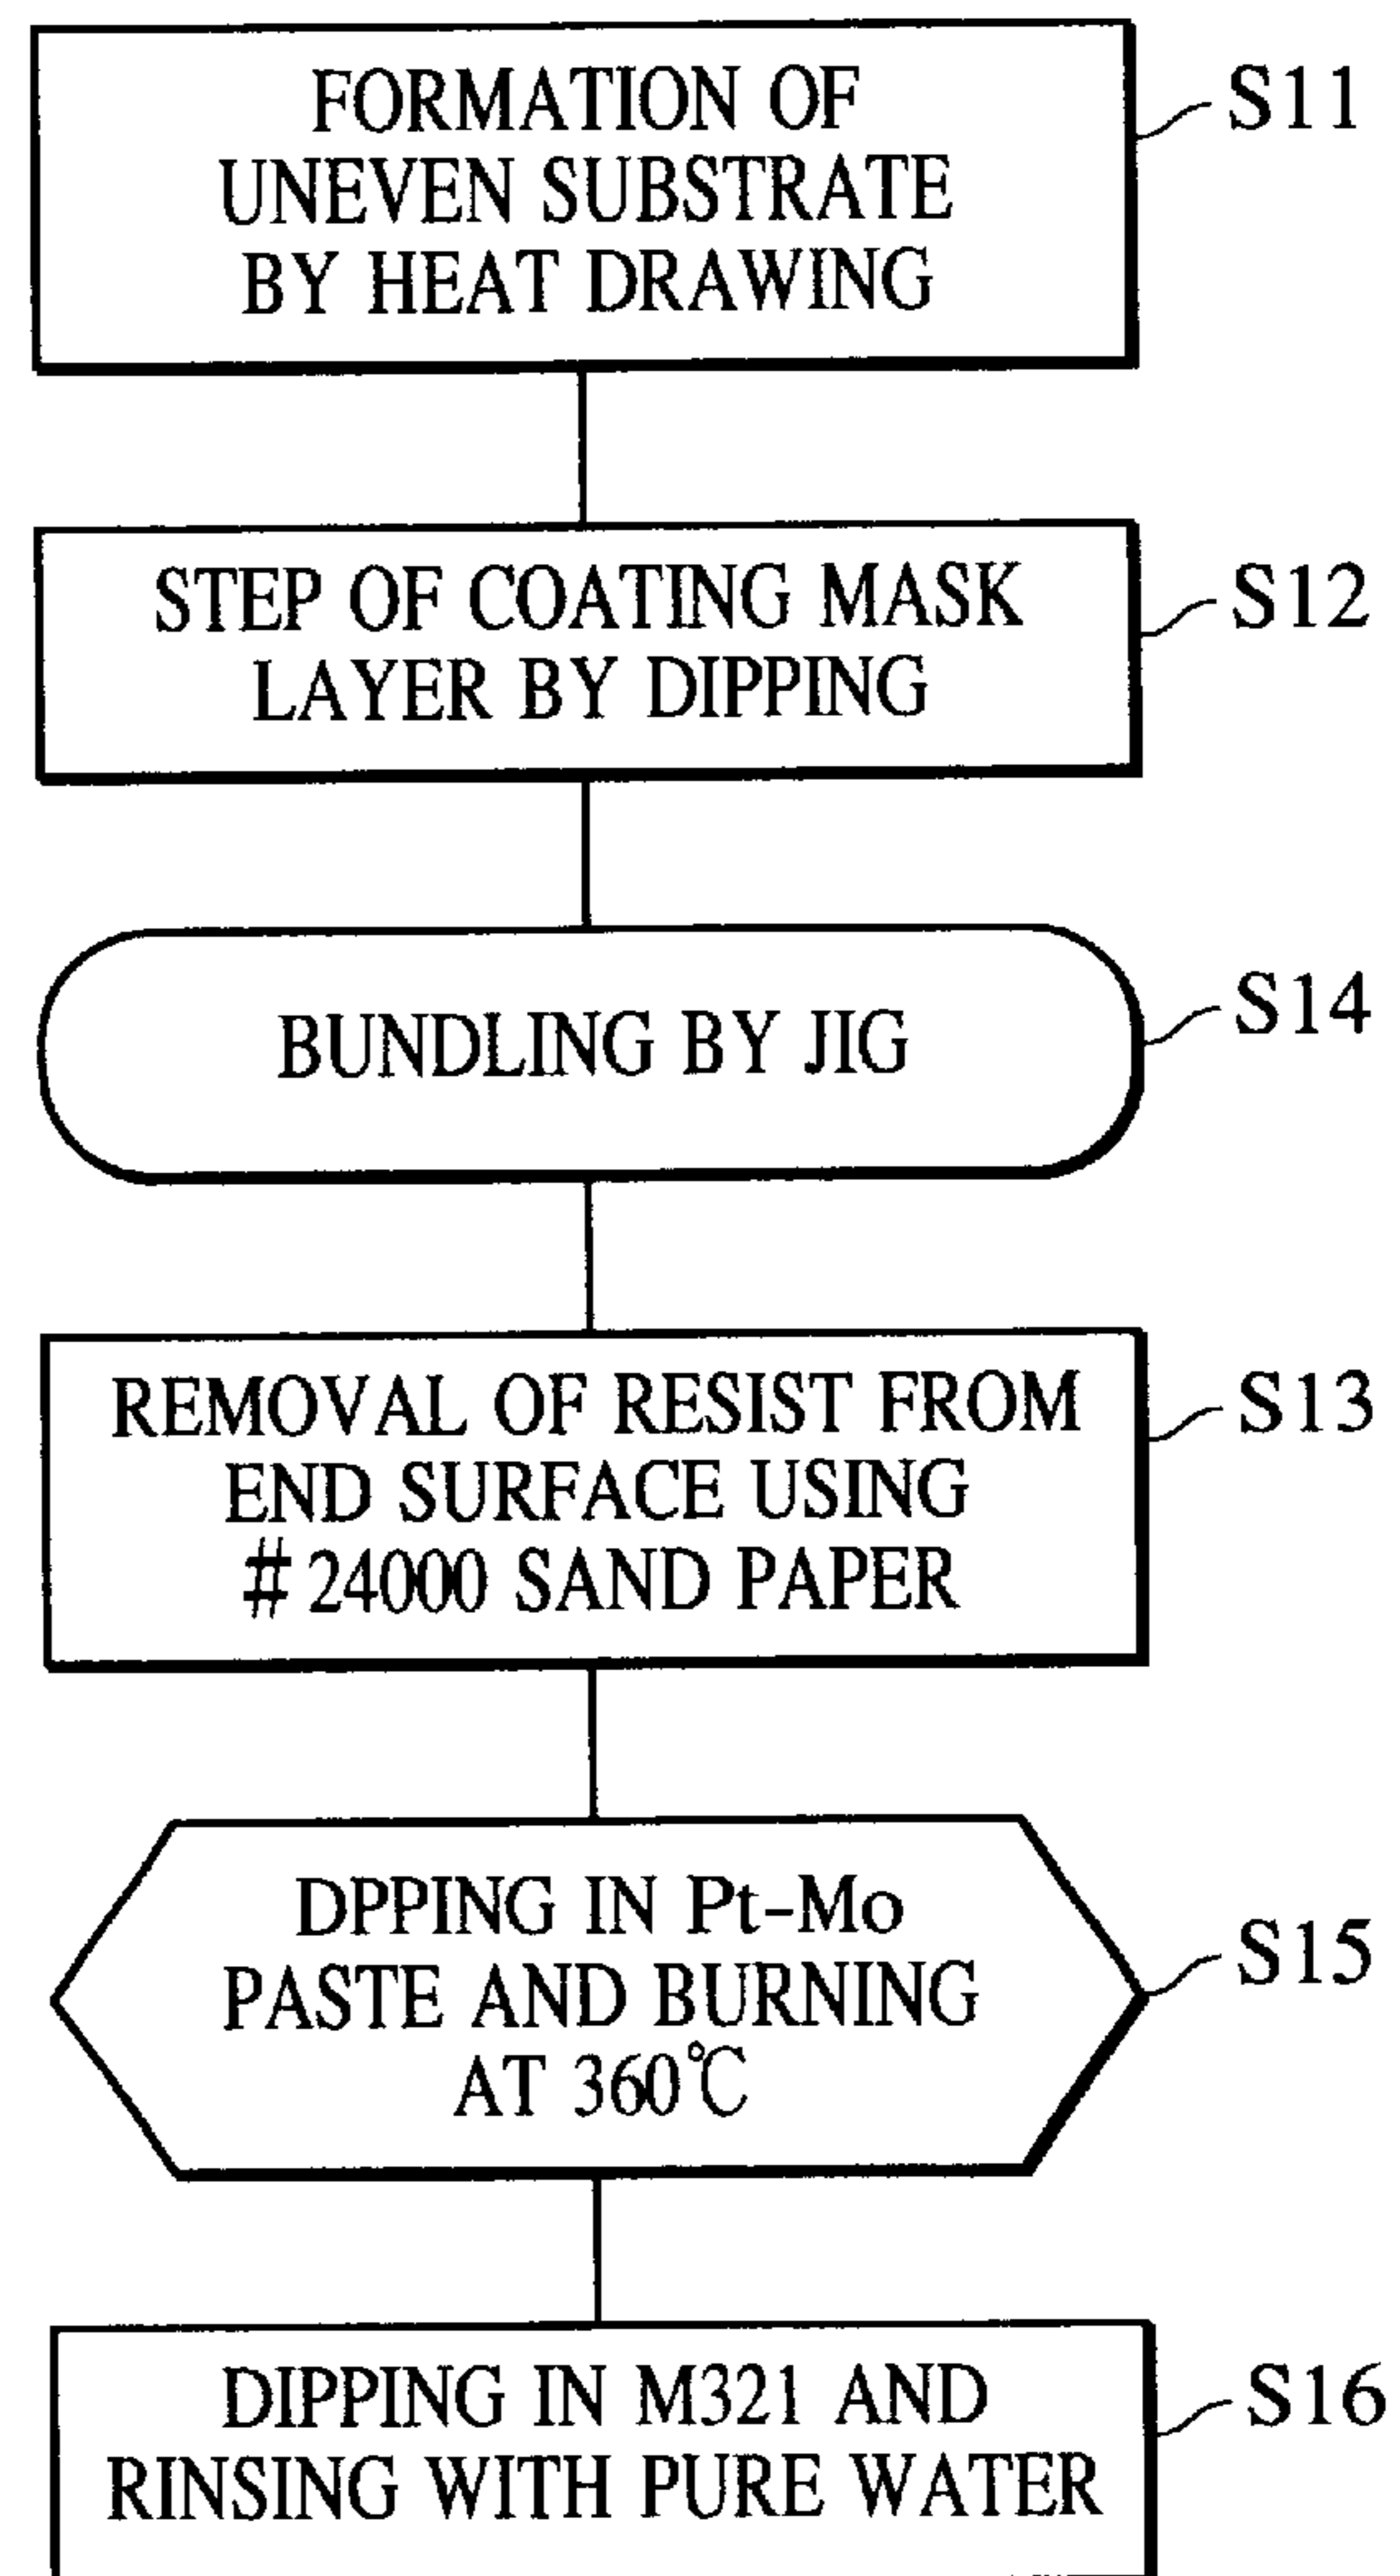 FORMATION OF
UNEVEN SUBSTRATE
BY HEAT DRAWING
S11
STEP OF COATING MASK
LAYER BY DIPPING
S12
BUNDLING BY JIG
S14
REMOVAL OF RESIST FROM
END SURFACE USING
# 24000 SAND PAPER
S13
DPPING IN Pt-Mo
PASTE AND BURNING
AT 360℃
S15
DIPPING IN M321 AND
RINSING WITH PURE WATER
S16